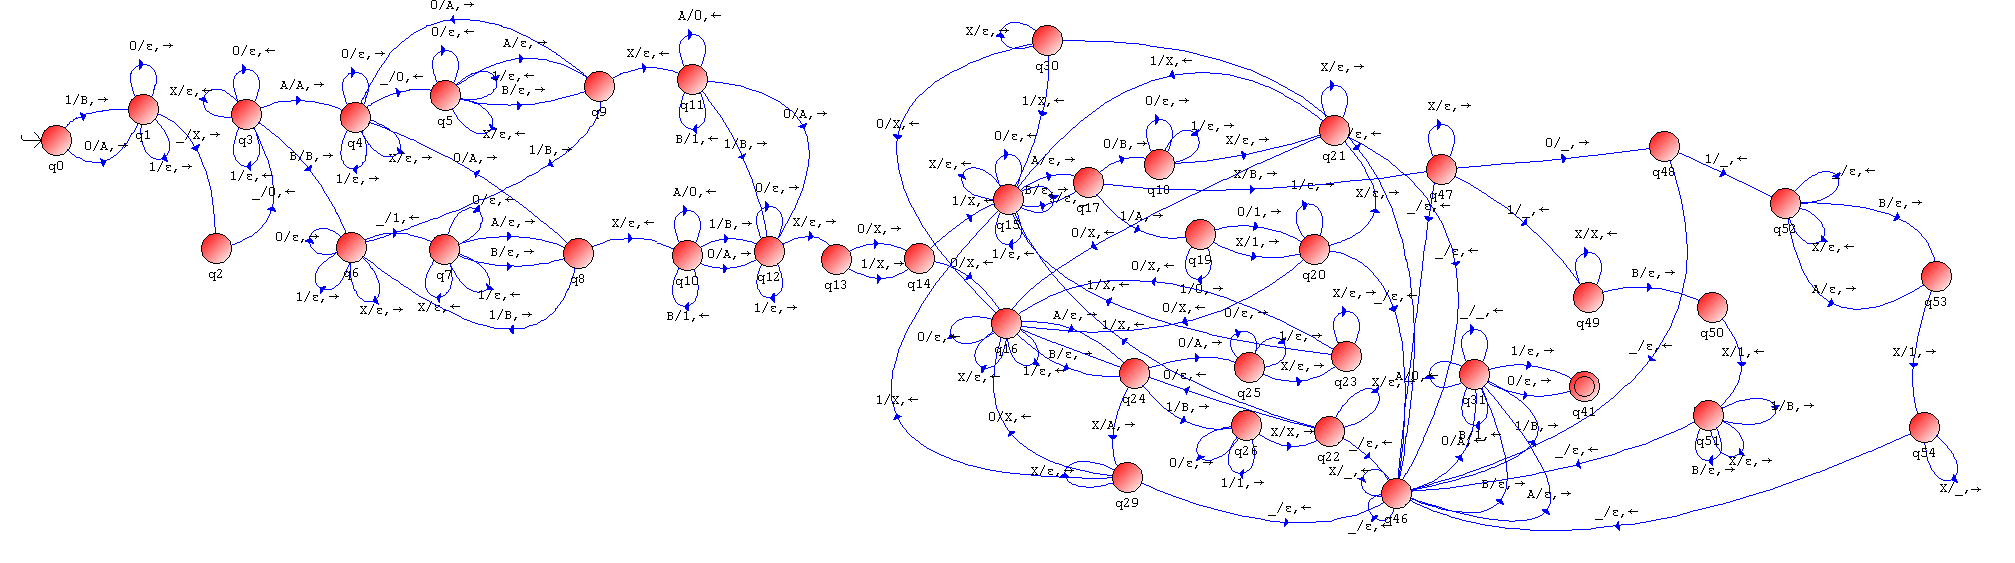 0/A,←
A/0,←
0/ε,→
0/ε,←
0/ε,→
0/ε,←
A/ε,→
X/ε,←
X/ε,→
q30
1/X,←
X/ε,→
1/B,→
X/ε,←
A/A,→
_/0,←
1/ε,←
B/ε,→
q9
q11
0/A,→
1/X,←
0/ε,→
X/ε,→
0/_,→
q0
0/A,→
q1
_/X,→
1/ε,→
q3
1/ε,←
B/B,→
q4
X/ε,→
1/ε,→
q5
X/ε,←
1/B,→
B/1,←
1/B,→
0/X,←
0/ε,←
X/ε,←
A/ε,→
0/B,→
1/ε,→
X/ε,→
q18
q21
q47
q48
1/_,←
_/ε,←
0/A,→
_/0,←
q2
0/ε,→
_/1,←
0/ε,←
A/ε,→
B/ε,→
q6
q7
q8
1/ε,→
X/ε,→
X/ε,←
1/ε,←
1/B,→
X/ε,←
A/0,←
1/B,→
0/A,→
q10
B/1,←
0/ε,→
q12
1/ε,→
X/ε,→
q13
0/X,→
1/X,→
q14
1/X,←
q15
1/ε,←
B/ε,→
q17
1/A,→
X/B,→
0/X,←
1/ε,→
X/ε,→
_/ε,←
1/_,←
q52
X/ε,←
B/ε,→
A/ε,→
q53
q19
0/1,→
X/1,→
1/0,→
q20
_/ε,←
_/ε,←
X/X,←
q49
B/ε,→
q50
0/X,←
0/X,←
1/X,←
0/X,←
1/X,←
q16
0/ε,←
X/ε,←
1/ε,←
A/ε,→
B/ε,→
q24
0/A,→
0/ε,→
1/ε,→
q25
X/ε,→
X/ε,→
q23
0/ε,←
_/_,←
_/ε,←
X/1,←
X/1,→
1/X,←
0/X,←
X/A,→
1/B,→
q26
0/ε,→
1/1,→
X/X,→
q22
X/ε,→
_/ε,←
A/0,←
q31
B/1,←
1/ε,→
0/ε,→
q41
1/B,→
0/A,→
B/ε,→
A/ε,→
q51
1/B,→
B/ε,→
X/ε,→
_/ε,←
q54
X/_,→
X/ε,→
q29
_/ε,←
X/_,←
q46
_/ε,←
_/ε,←